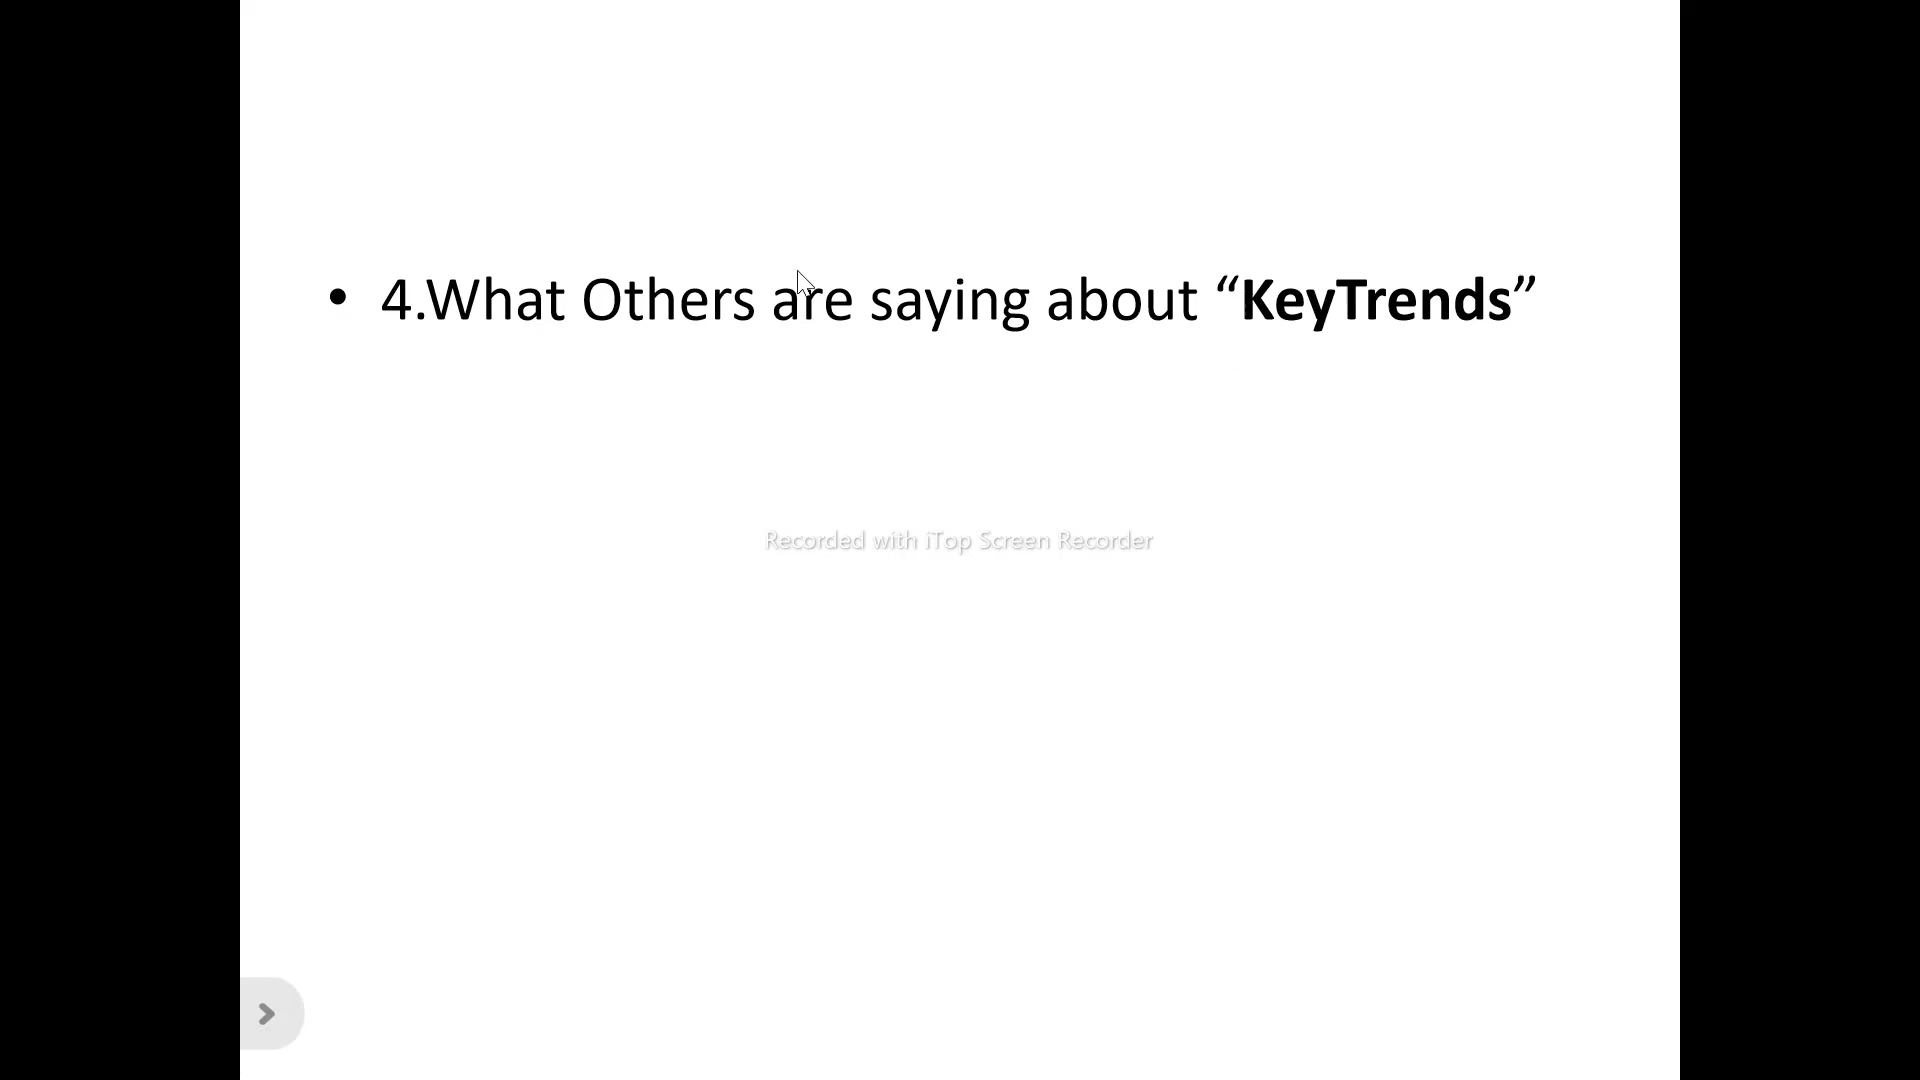 • 4.What Others are saying about “KeyTrends”
Recorded with iTop Screen Recorder